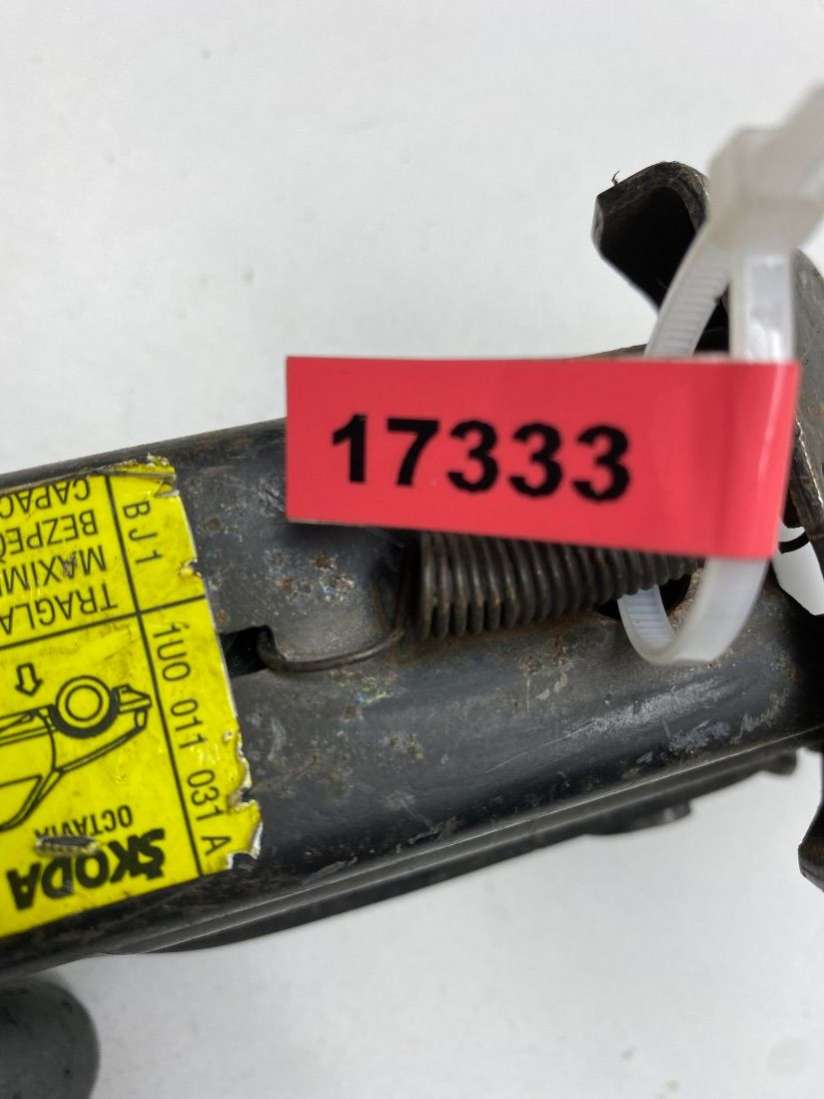 17333
BJ1
1U0 011 031 A
TRAGLA
MAXIM
BEZPEČ
CAPAC
ŠKODA
OCTAVIA